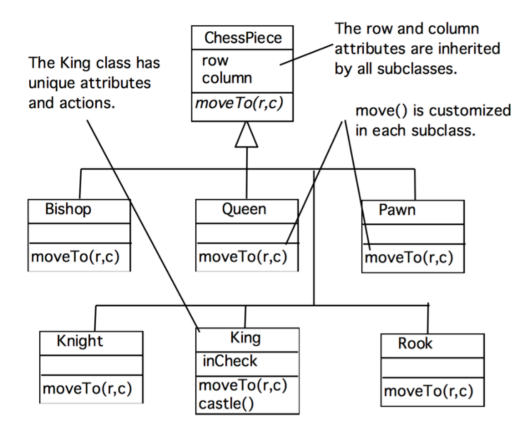 ChessPiece
row
column
moveTo(r,c)
The row and column
attributes are inherited
by all subclasses.
The King class has
unique attributes
and actions.
move() is customized
in each subclass.
Bishop
moveTo(r,c)
Queen
moveTo(r,c)
Pawn
moveTo(r,c)
Knight
moveTo(r,c)
King
inCheck
moveTo(r,c)
castle()
Rook
moveTo(r,c)